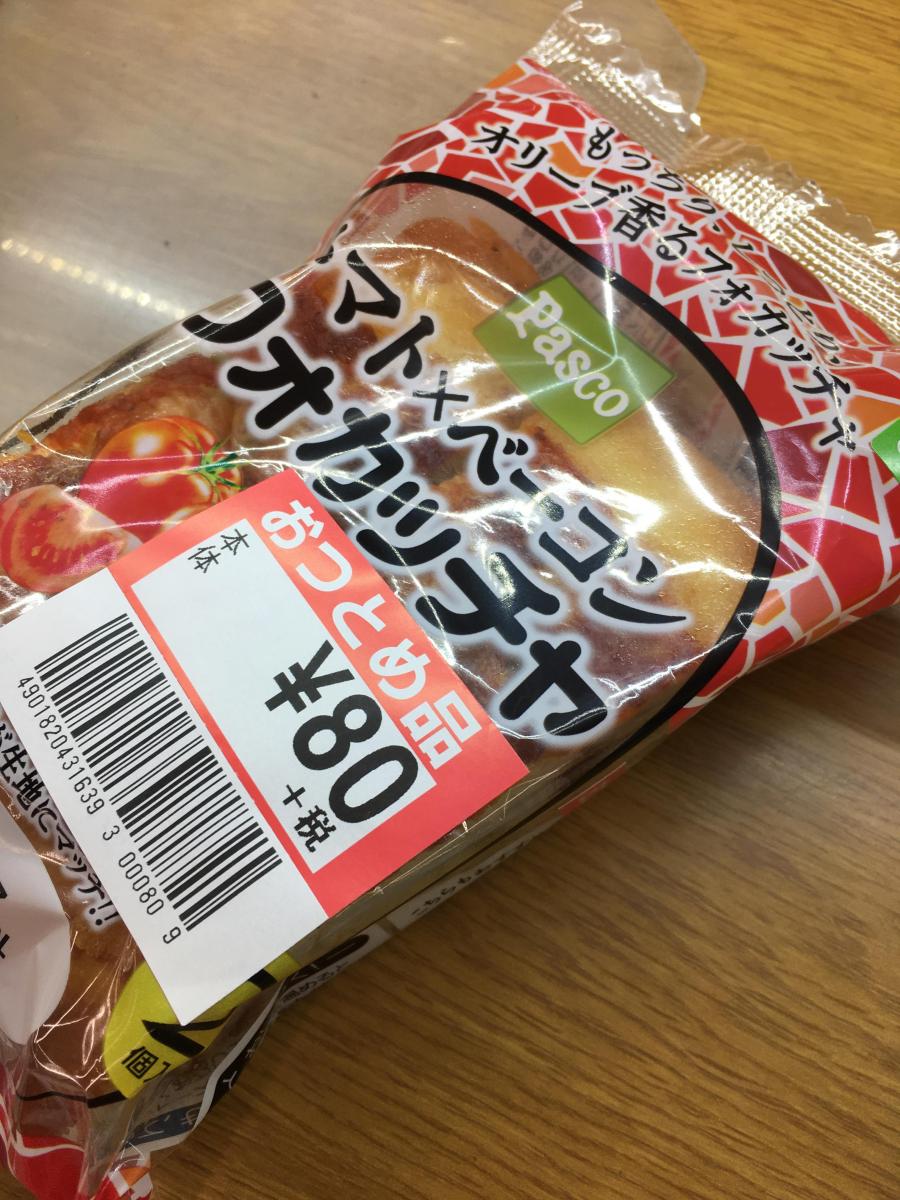 もっちり、しっとり、
オリーブ香るフォカッチャ
Pasco
トマト×ベーコン
フォカッチャ
おつとめ品
本体
¥80
+税
4901820431639 3 00080 9
生地にマッチ!!
個